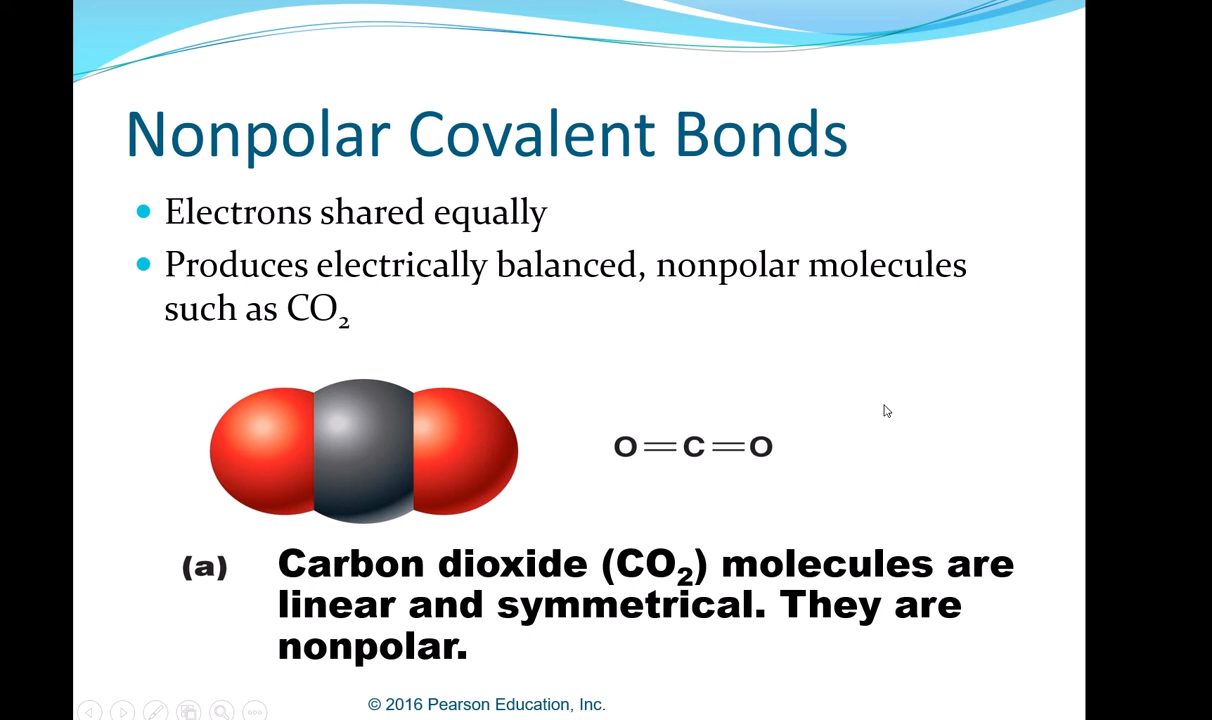 Nonpolar Covalent Bonds
• Electrons shared equally
• Produces electrically balanced, nonpolar molecules
such as CO₂
O=C=O
(a) Carbon dioxide (CO₂) molecules are
linear and symmetrical. They are
nonpolar.
© 2016 Pearson Education, Inc.